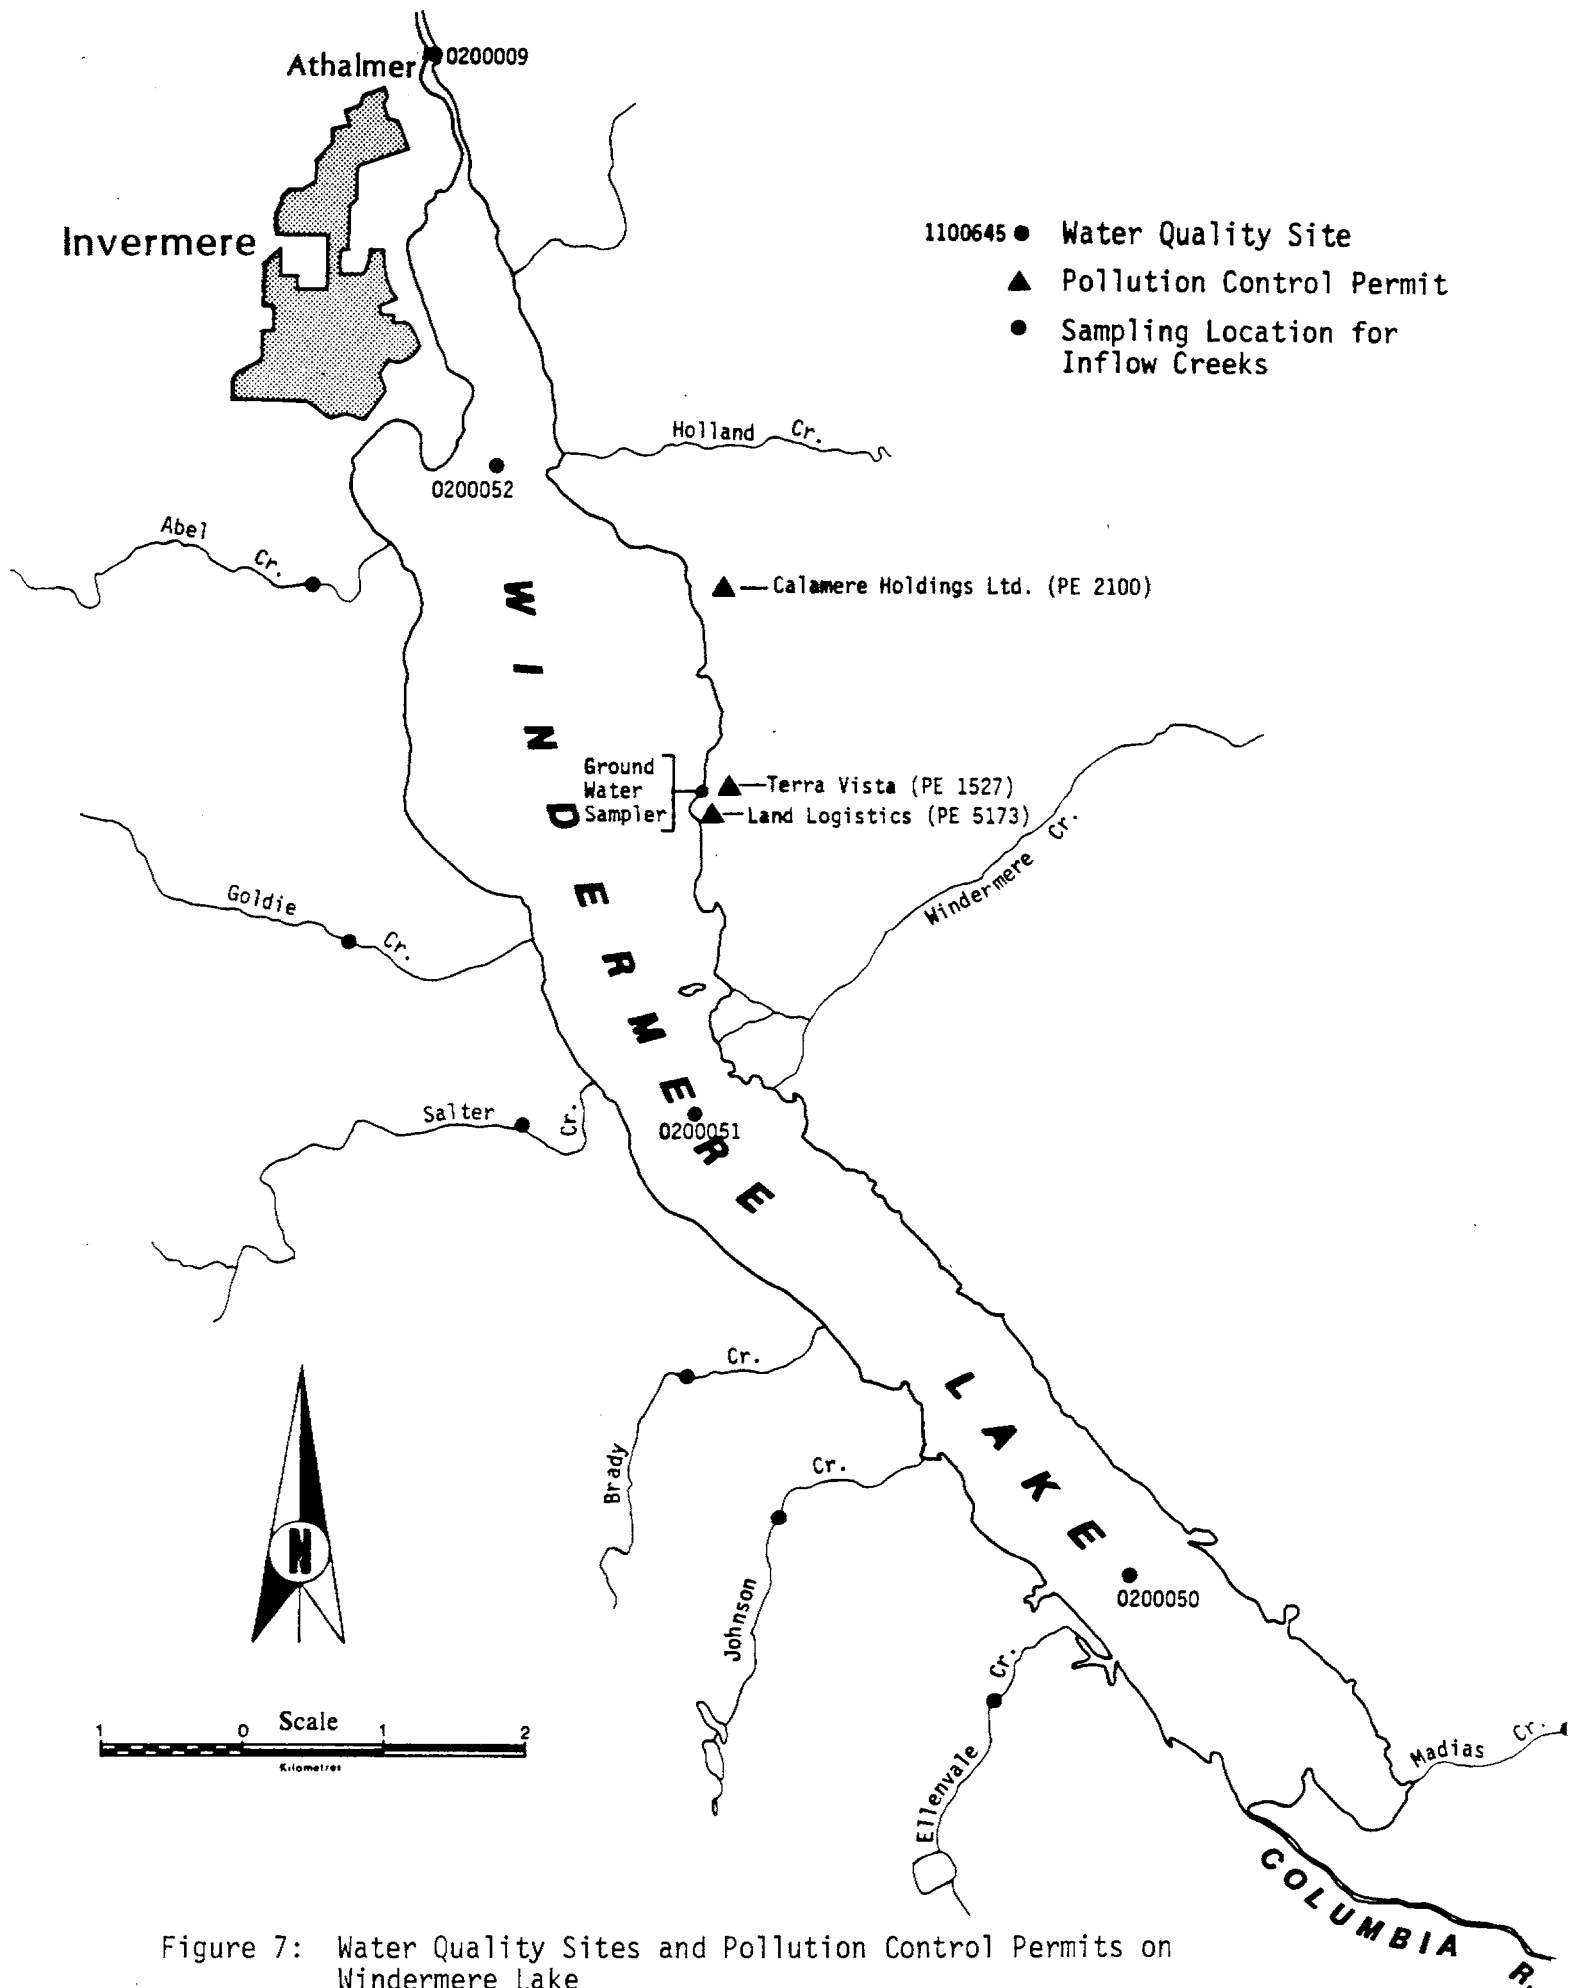 Athalmer
0200009
Invermere
1100645 Water Quality Site
Pollution Control Permit
Sampling Location for
Inflow Creeks
Holland Cr.
0200052
Abel Cr.
Calamere Holdings Ltd. (PE 2100)
WINDERMERE
Ground
Water
Sampler
Terra Vista (PE 1527)
Land Logistics (PE 5173)
Windermere Cr.
Goldie Cr.
Salter Cr.
0200051
Brady Cr.
LAKE
Johnson Cr.
0200050
N
Ellenvale Cr.
Scale
1 0 1 2
Kilometres
Madias Cr.
COLUMBIA R.
Figure 7: Water Quality Sites and Pollution Control Permits on
Windermere Lake